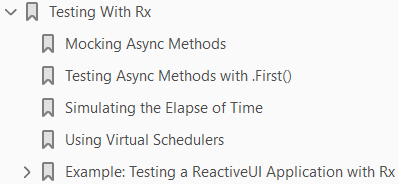 Testing With Rx
Mocking Async Methods
Testing Async Methods with .First()
Simulating the Elapse of Time
Using Virtual Schedulers
Example: Testing a ReactiveUI Application with Rx